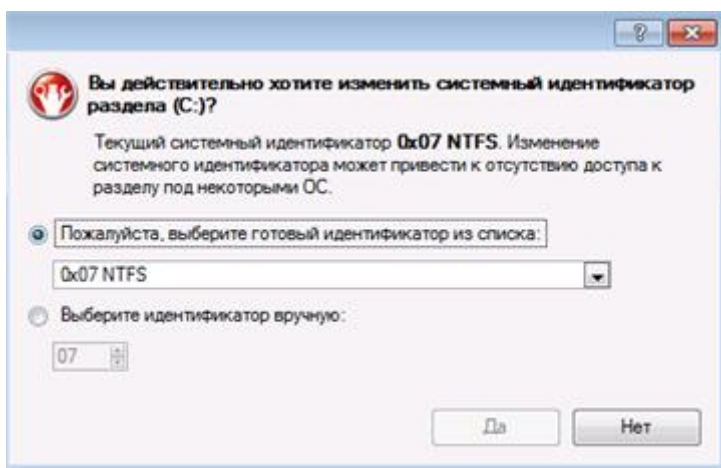 Вы действительно хотите изменить системный идентификатор
раздела (C:)?
Текущий системный идентификатор 0x07 NTFS. Изменение
системного идентификатора может привести к отсутствию доступа к
разделу под некоторыми ОС.
Пожалуйста, выберите готовый идентификатор из списка:
0x07 NTFS
Выберите идентификатор вручную:
07
Да
Нет